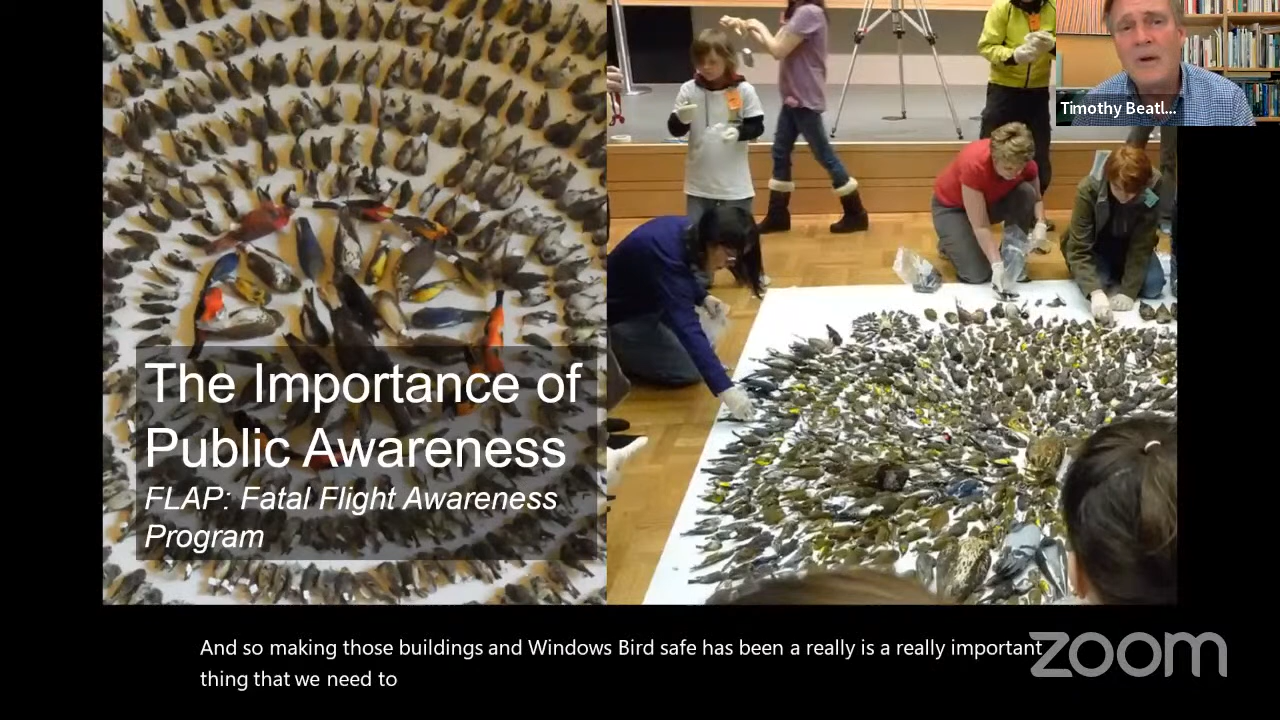 Timothy Beatl...
The Importance of
Public Awareness
FLAP: Fatal Flight Awareness
Program
And so making those buildings and Windows Bird safe has been a really is a really important
thing that we need to
zoom